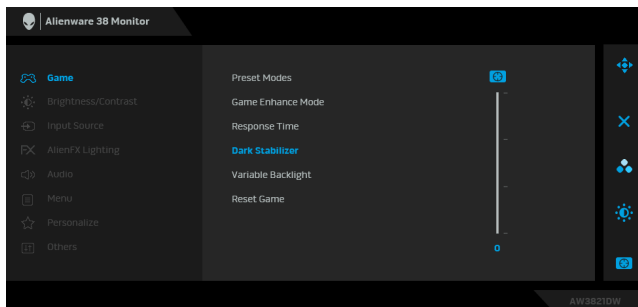 Alienware 38 Monitor
Game
Brightness/Contrast
Input Source
AlienFX Lighting
Audio
Menu
Personalize
Others
Preset Modes
Game Enhance Mode
Response Time
Dark Stabilizer
Variable Backlight
Reset Game
0
AW3821DW